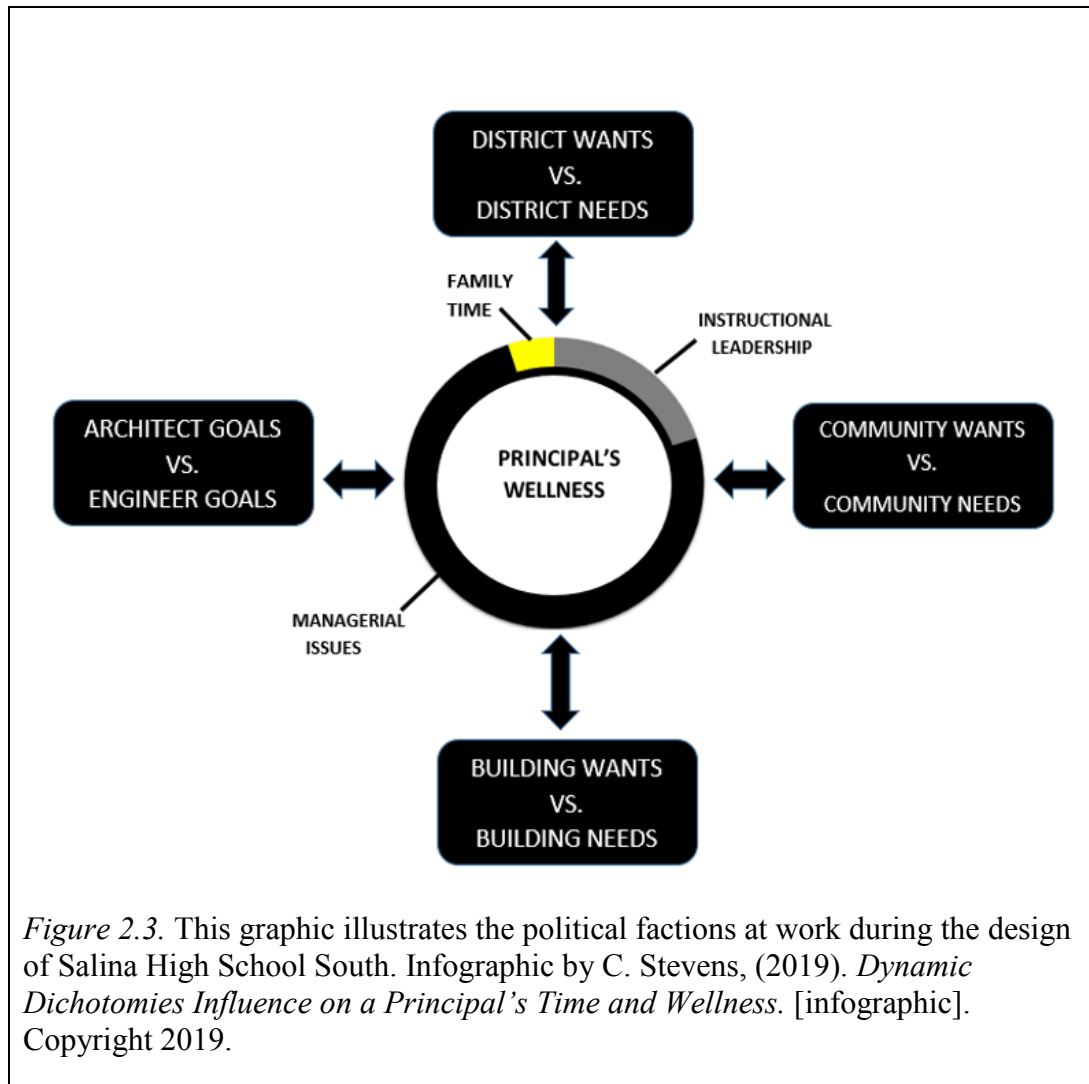 DISTRICT WANTS
VS.
DISTRICT NEEDS
FAMILY
TIME
INSTRUCTIONAL
LEADERSHIP
ARCHITECT GOALS
VS.
ENGINEER GOALS
PRINCIPAL'S
WELLNESS
COMMUNITY WANTS
VS.
COMMUNITY NEEDS
MANAGERIAL
ISSUES
BUILDING WANTS
VS.
BUILDING NEEDS
Figure 2.3. This graphic illustrates the political factions at work during the design
of Salina High School South. Infographic by C. Stevens, (2019). Dynamic
Dichotomies Influence on a Principal's Time and Wellness. [infographic].
Copyright 2019.